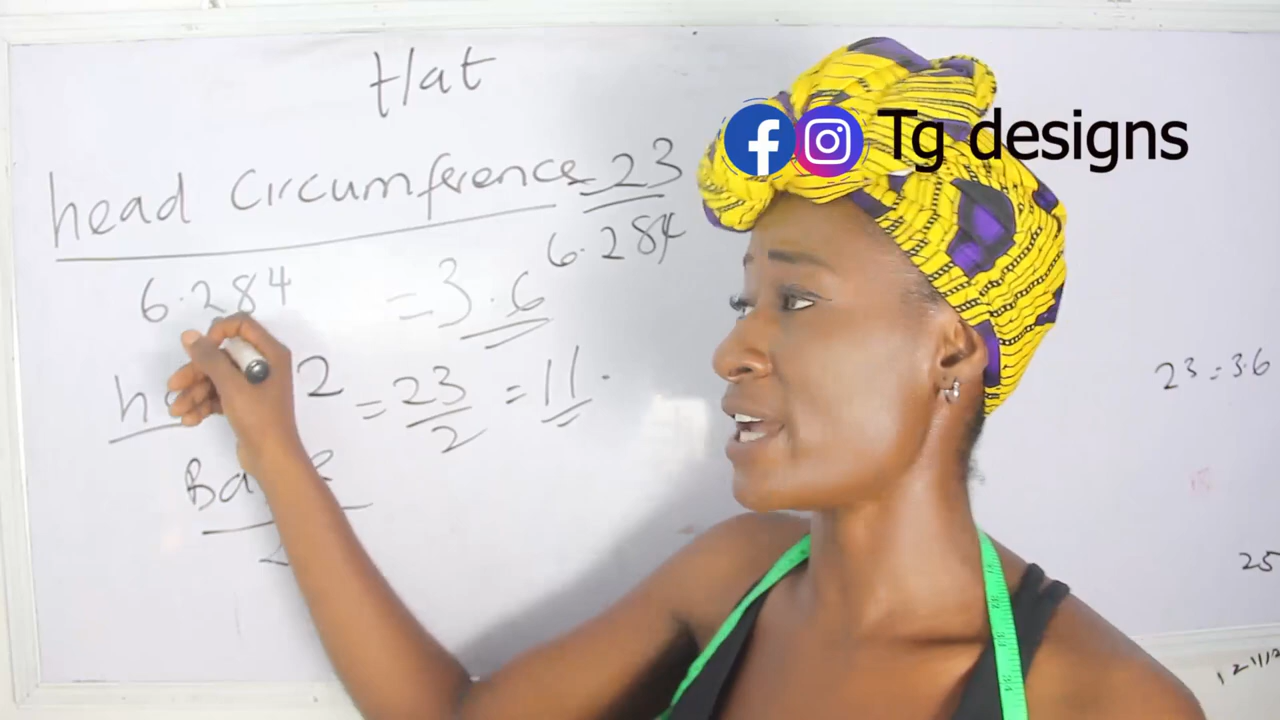 Hat
head Circumference = 23
6.284
6.284 = 3.6
2 = 23 = 11.
2
23 = 3.6
25
Tg designs